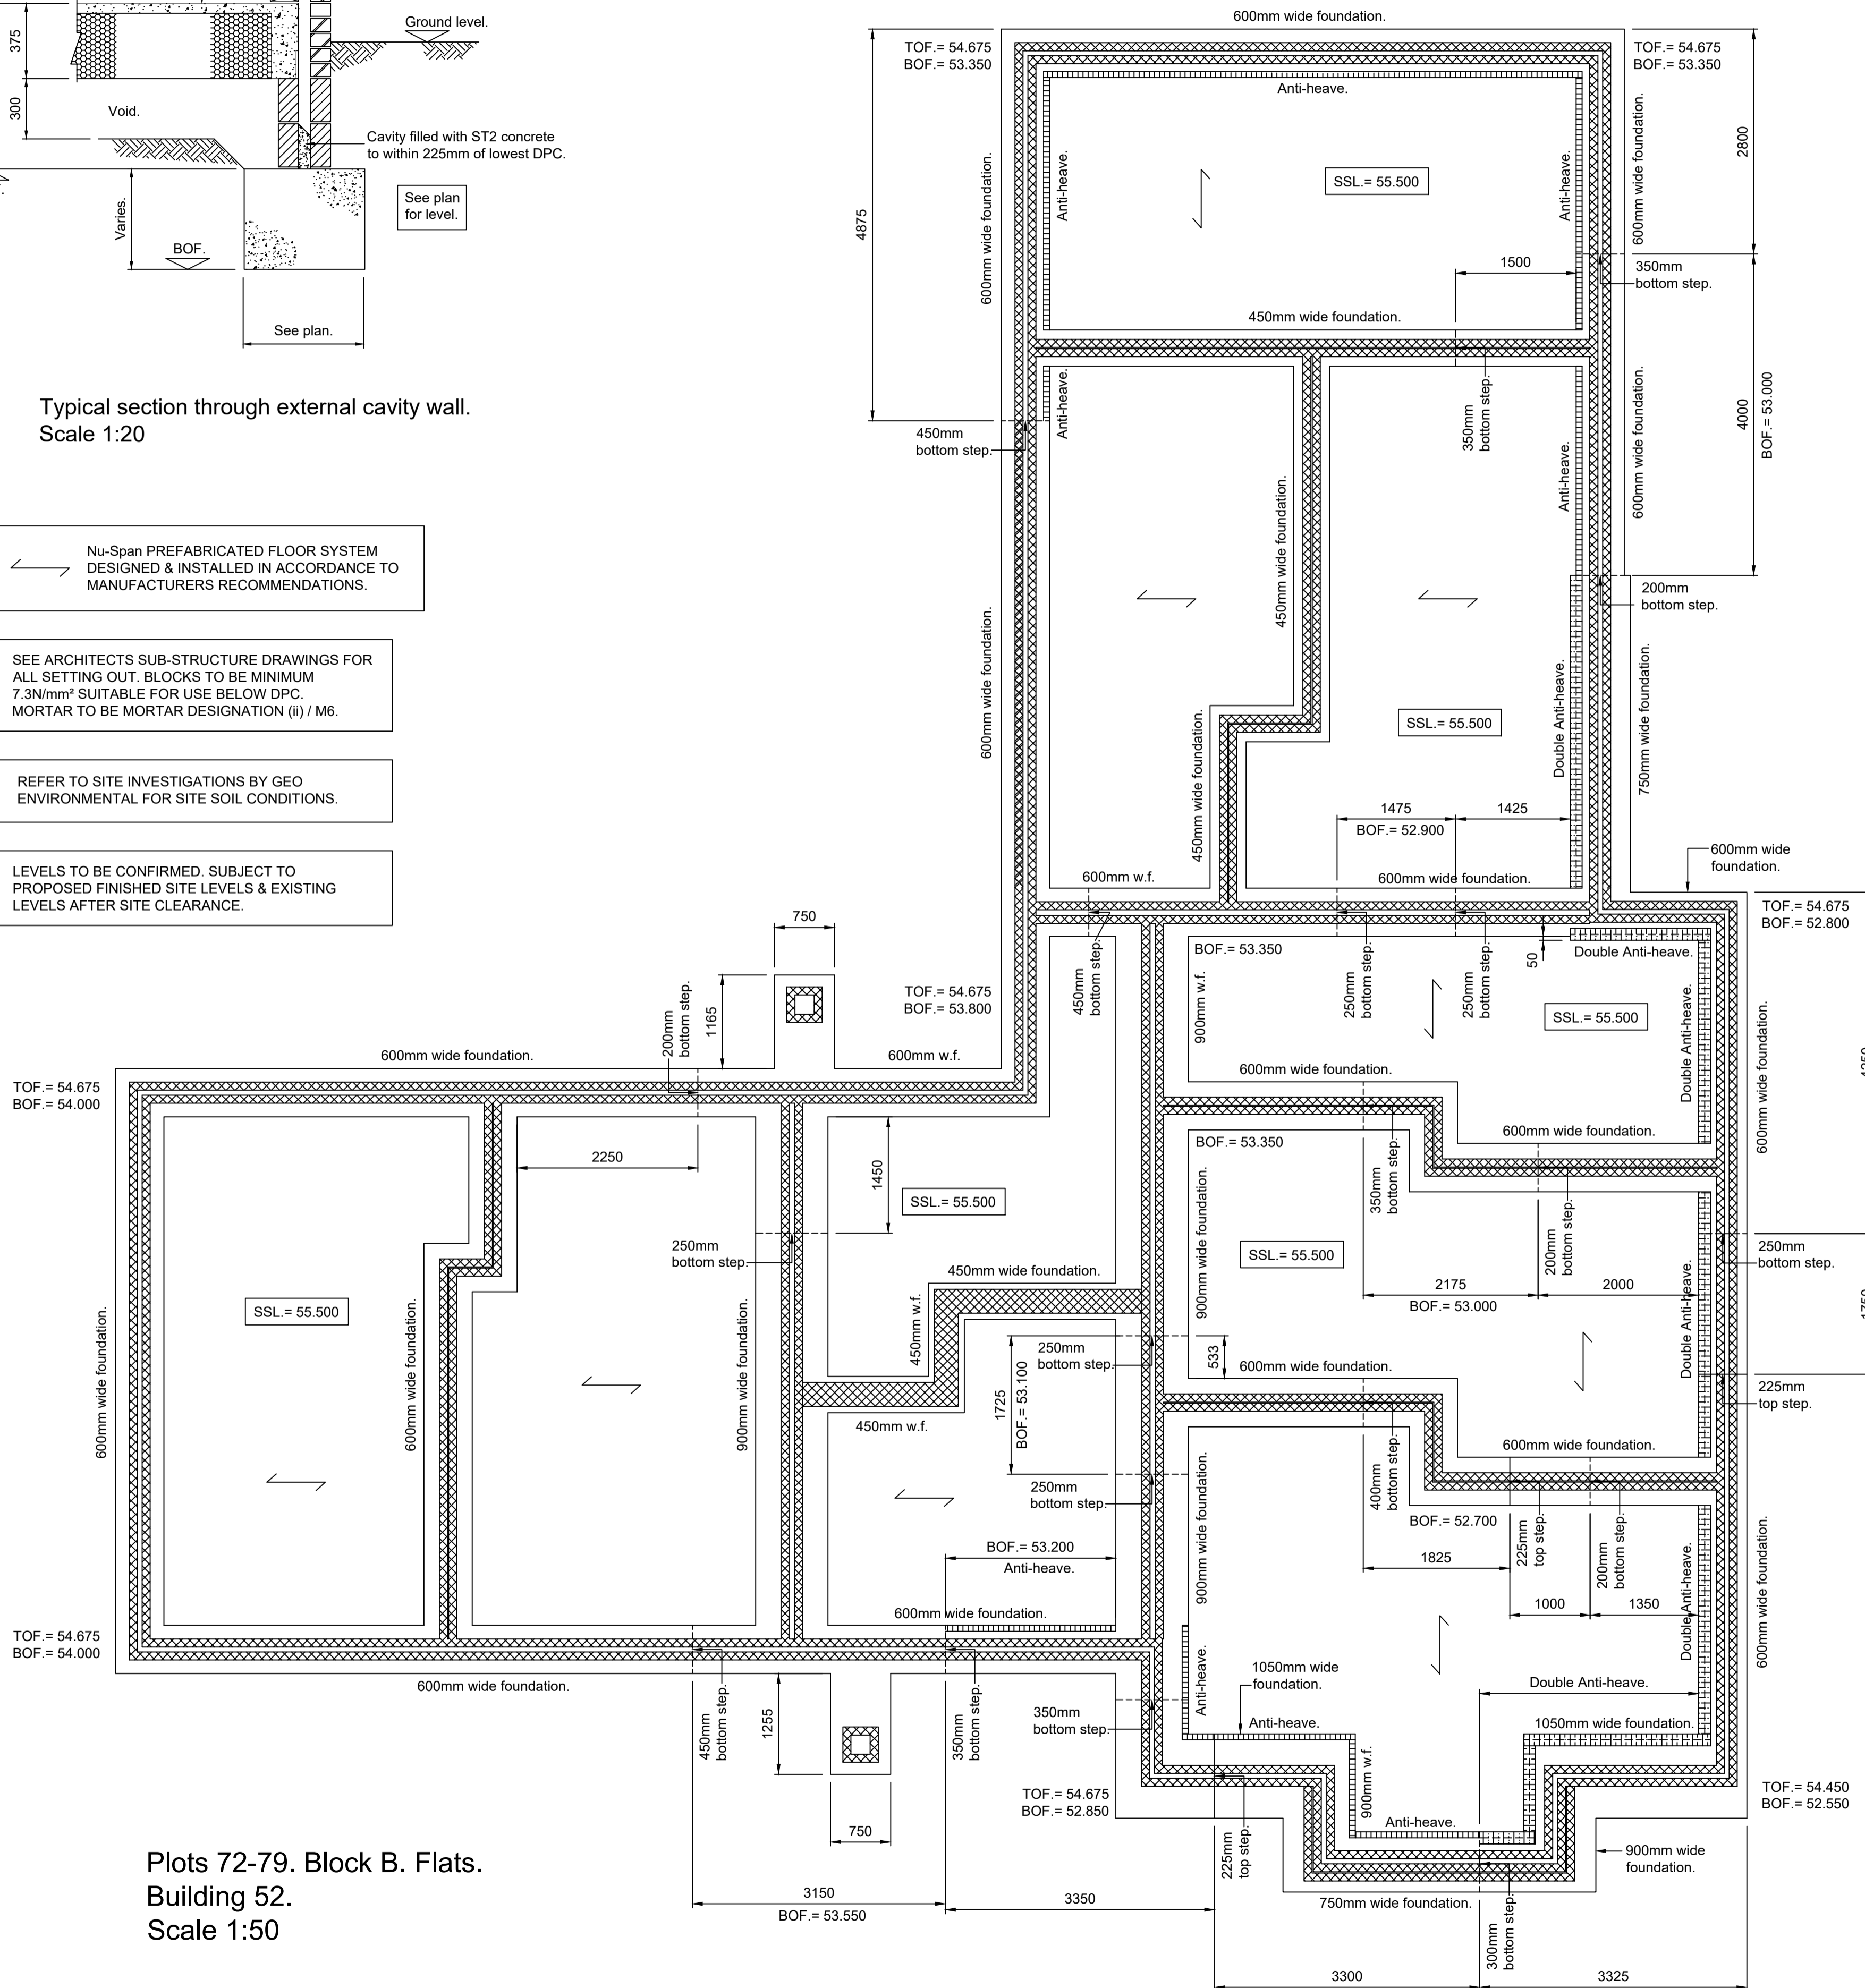 375
300
Void.
Ground level.
Cavity filled with ST2 concrete
to within 225mm of lowest DPC.
See plan
for level.
Varies.
BOF.
See plan.
Typical section through external cavity wall.
Scale 1:20
Nu-Span PREFABRICATED FLOOR SYSTEM
DESIGNED & INSTALLED IN ACCORDANCE TO
MANUFACTURERS RECOMMENDATIONS.
SEE ARCHITECTS SUB-STRUCTURE DRAWINGS FOR
ALL SETTING OUT. BLOCKS TO BE MINIMUM
7.3N/mm² SUITABLE FOR USE BELOW DPC.
MORTAR TO BE MORTAR DESIGNATION (ii) / M6.
REFER TO SITE INVESTIGATIONS BY GEO
ENVIRONMENTAL FOR SITE SOIL CONDITIONS.
LEVELS TO BE CONFIRMED. SUBJECT TO
PROPOSED FINISHED SITE LEVELS & EXISTING
LEVELS AFTER SITE CLEARANCE.
600mm wide foundation.
TOF.= 54.675
BOF.= 53.350
TOF.= 54.675
BOF.= 53.350
Anti-heave.
4875
600mm wide foundation.
Anti-heave.
SSL.= 55.500
Anti-heave.
600mm wide foundation.
2800
1500
350mm
bottom step.
450mm wide foundation.
450mm
bottom step.
Anti-heave.
350mm
bottom step.
Anti-heave.
600mm wide foundation.
4000
BOF.= 53.000
450mm wide foundation.
200mm
bottom step.
600mm wide foundation.
450mm wide foundation.
SSL.= 55.500
Double Anti-heave.
750mm wide foundation.
1475
1425
BOF.= 52.900
600mm w.f.
600mm wide foundation.
600mm wide
foundation.
TOF.= 54.675
BOF.= 52.800
750
1165
200mm
bottom step.
TOF.= 54.675
BOF.= 53.800
450mm
bottom step.
BOF.= 53.350
900mm w.f.
250mm
bottom step.
250mm
bottom step.
50
Double Anti-heave.
SSL.= 55.500
Double Anti-heave.
600mm wide foundation.
600mm wide foundation.
600mm w.f.
600mm wide foundation.
TOF.= 54.675
BOF.= 54.000
2250
1450
SSL.= 55.500
BOF.= 53.350
600mm wide foundation.
350mm
bottom step.
200mm
bottom step.
900mm wide foundation.
SSL.= 55.500
250mm
bottom step.
250mm
bottom step.
2175
2000
BOF.= 53.000
Double Anti-heave.
SSL.= 55.500
450mm wide foundation.
450mm w.f.
600mm wide foundation.
600mm wide foundation.
900mm wide foundation.
250mm
bottom step.
533
600mm wide foundation.
225mm
top step.
1725
BOF.= 53.100
450mm w.f.
250mm
bottom step.
600mm wide foundation.
900mm wide foundation.
400mm
bottom step.
BOF.= 52.700
225mm
top step.
200mm
bottom step.
1825
1000
1350
Double Anti-heave.
600mm wide foundation.
BOF.= 53.200
Anti-heave.
600mm wide foundation.
TOF.= 54.675
BOF.= 54.000
600mm wide foundation.
450mm
bottom step.
1255
350mm
bottom step.
350mm
bottom step.
Anti-heave.
1050mm wide
foundation.
Anti-heave.
Double Anti-heave.
1050mm wide foundation.
900mm w.f.
Anti-heave.
TOF.= 54.675
BOF.= 52.850
TOF.= 54.450
BOF.= 52.550
750
225mm
top step.
900mm wide
foundation.
750mm wide foundation.
3150
BOF.= 53.550
3350
300mm
bottom step.
3300
3325
Plots 72-79. Block B. Flats.
Building 52.
Scale 1:50